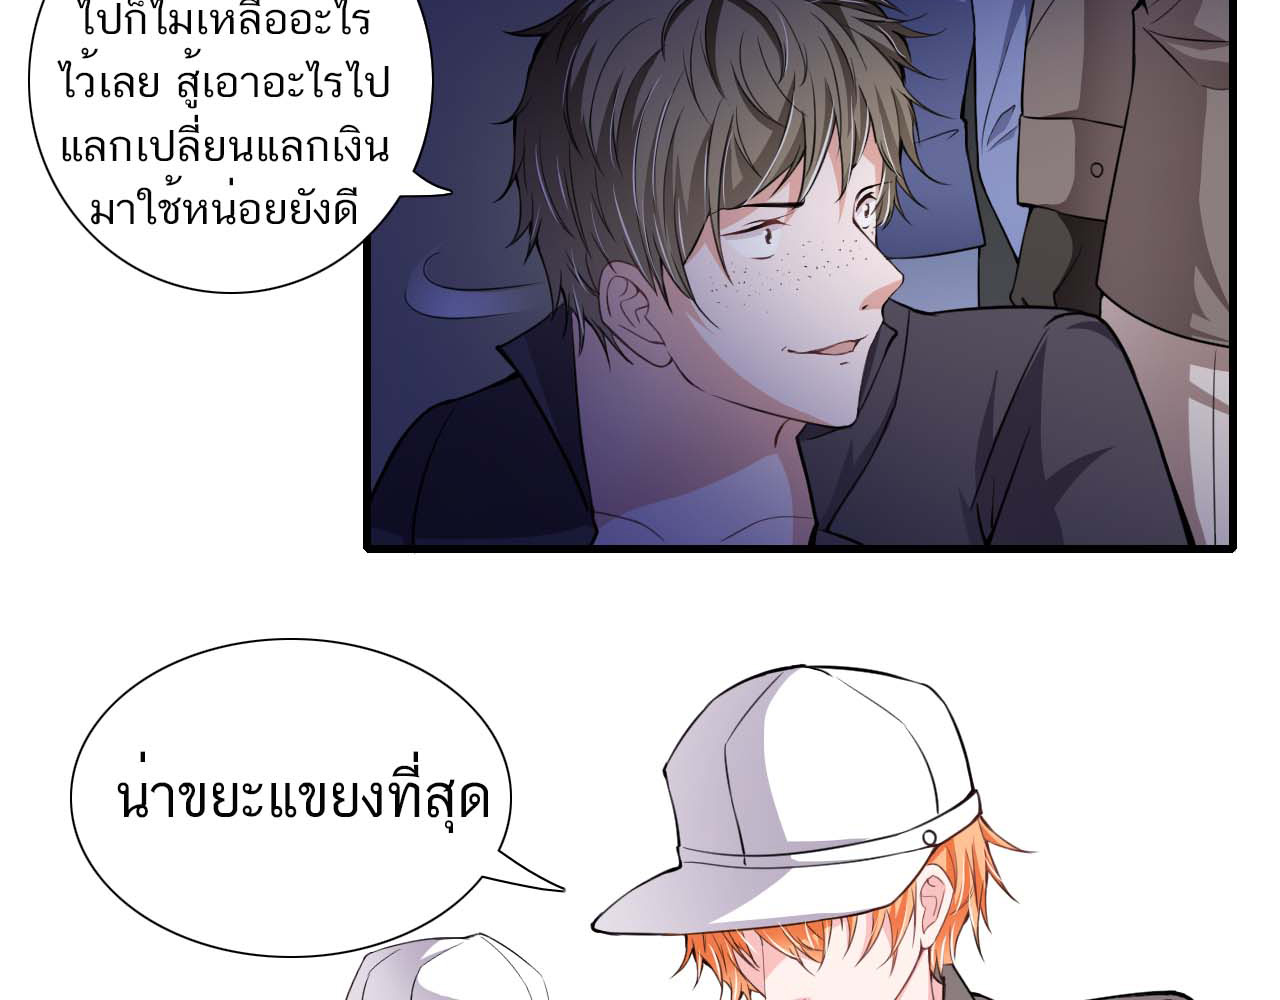 ไปก็ไม่เหลืออะไร
ไว้เลย สู้เอาอะไรไป
แลกเปลี่ยนแลกเงิน
มาใช้หน่อยยังดี
น่าขยะแขยงที่สุด